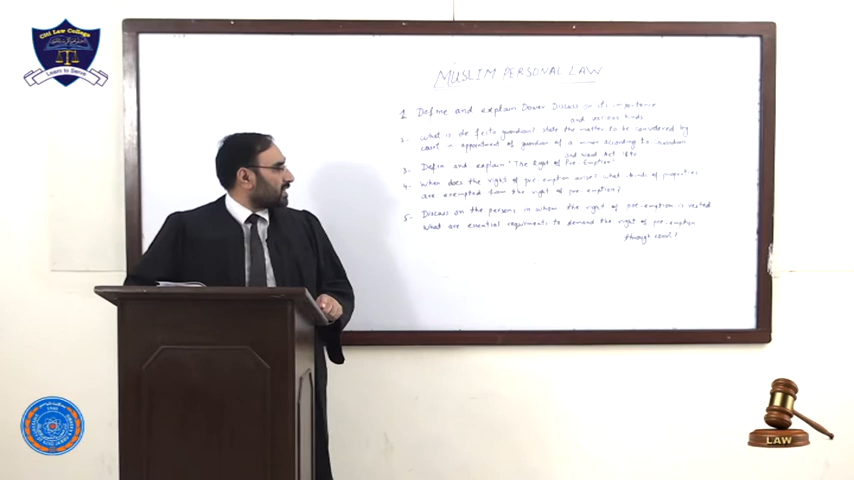 Citi Law College
Learn to Serve
MUSLIM PERSONAL LAW
1 Define and explain Dower Discuss on its importance
and various kinds
2- What is de facto guardian? State the matter to be considered by
court in appointment of guardian of a minor according to Guardian
and Ward Act 1890
3- Defin and explain "The Right of Pre-Emption"
4- When does the right of pre-emption arise? What kinds of properties
are exempted from the right of pre-emption?
5- Discuss on the persons in whom the right of pre-emption is vested
What are essential requirments to demand the right of pre-emption
through court?
LAW